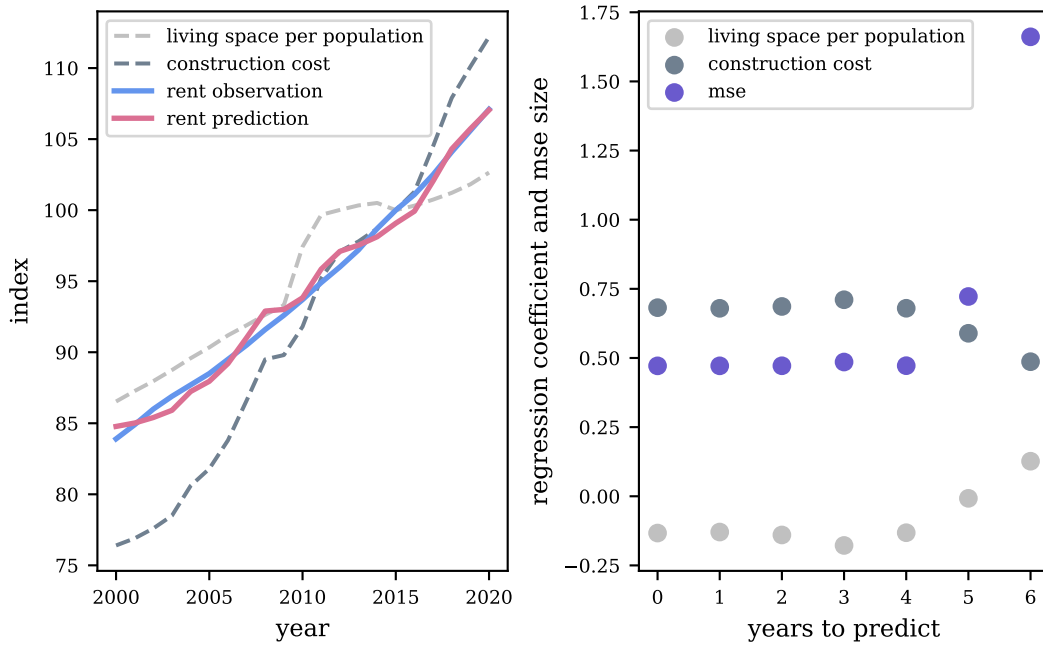 living space per population
construction cost
rent observation
rent prediction
110
105
100
95
90
85
80
75
index
2000
2005
2010
2015
2020
year
living space per population
construction cost
mse
1.75
1.50
1.25
1.00
0.75
0.50
0.25
0.00
−0.25
regression coefficient and mse size
0
1
2
3
4
5
6
years to predict